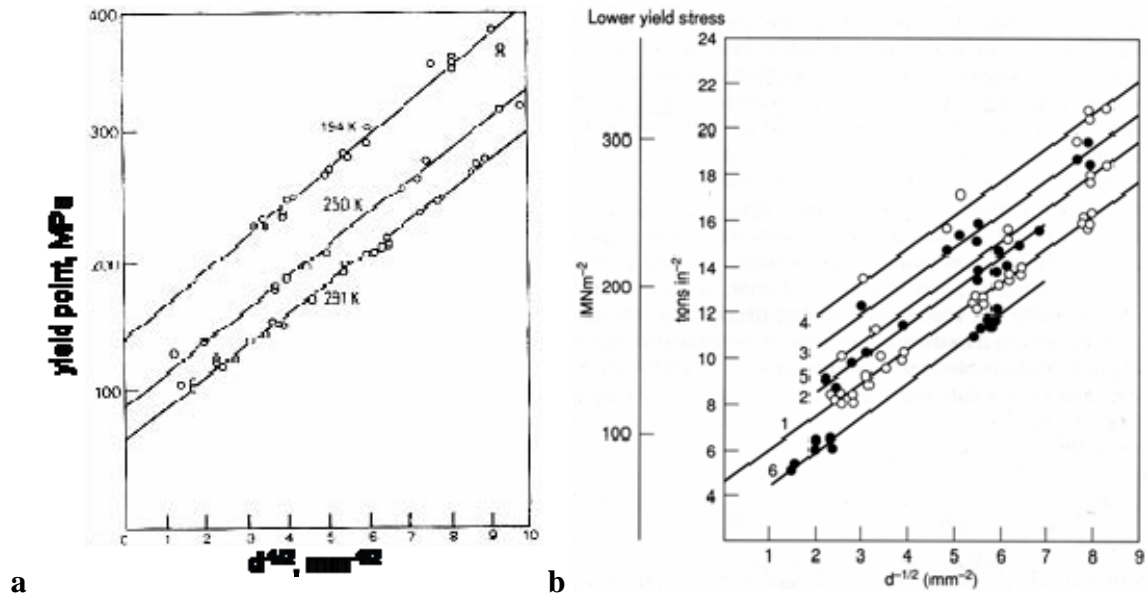 400
300
100
194 K
250 K
291 K
yield point, MPa
1 2 3 4 5 6 7 8 9 10
a
Lower yield stress
MNm⁻²
300
200
100
tons in⁻²
24
22
20
18
16
14
12
10
8
6
4
4
3
5
2
1
6
1 2 3 4 5 6 7 8 9
d⁻¹/² (mm⁻²)
b